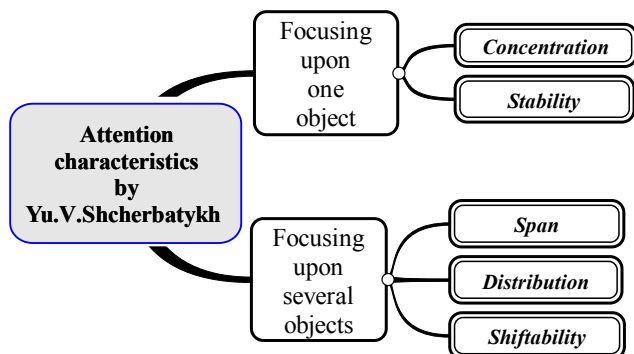 Attention
characteristics
by
Yu.V.Shcherbatykh
Focusing
upon
one
object
Concentration
Stability
Focusing
upon
several
objects
Span
Distribution
Shiftability